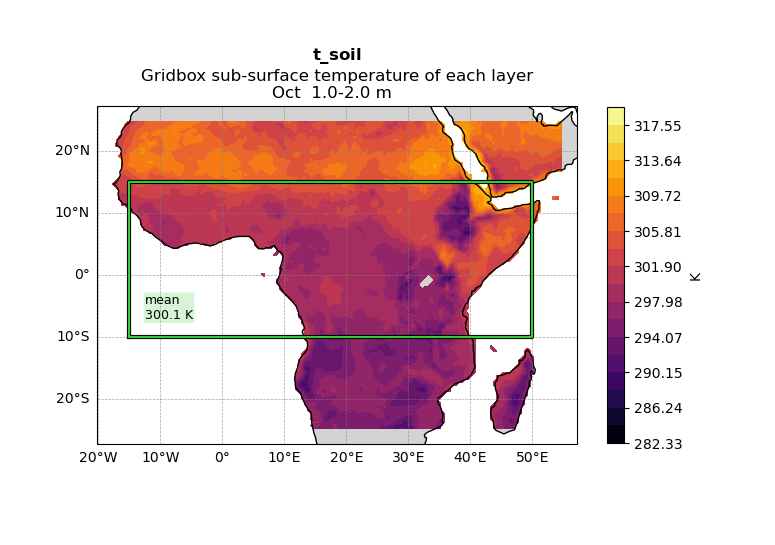 t_soil
Gridbox sub-surface temperature of each layer
Oct  1.0-2.0 m
20°N
10°N
0°
10°S
20°S
mean
300.1 K
20°W
10°W
0°
10°E
20°E
30°E
40°E
50°E
317.55
313.64
309.72
305.81
301.90
297.98
294.07
290.15
286.24
282.33
K